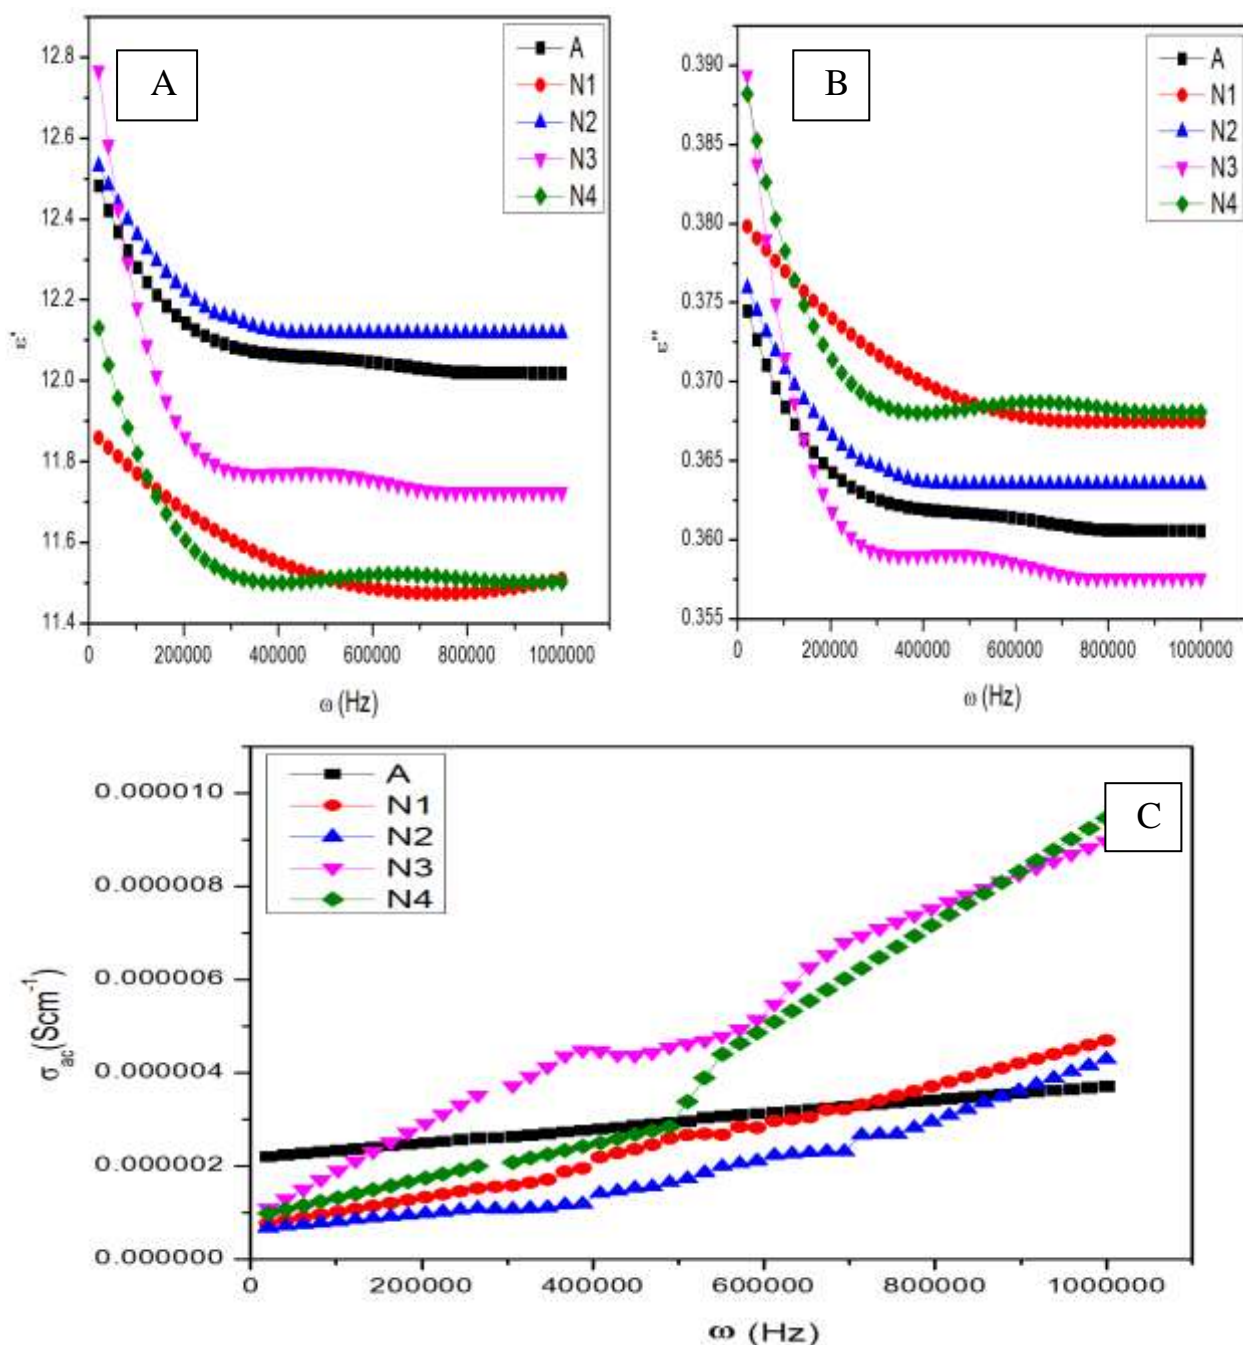 A
A
N1
N2
N3
N4
12.8
12.6
12.4
12.2
12.0
11.8
11.6
11.4
ε'
0
200000
400000
600000
800000
1000000
ω (Hz)
B
A
N1
N2
N3
N4
0.390
0.385
0.380
0.375
0.370
0.365
0.360
0.355
ε"
0
200000
400000
600000
800000
1000000
ω (Hz)
C
A
N1
N2
N3
N4
0.000010
0.000008
0.000006
0.000004
0.000002
0.000000
σac(Scm-1)
0
200000
400000
600000
800000
1000000
ω (Hz)